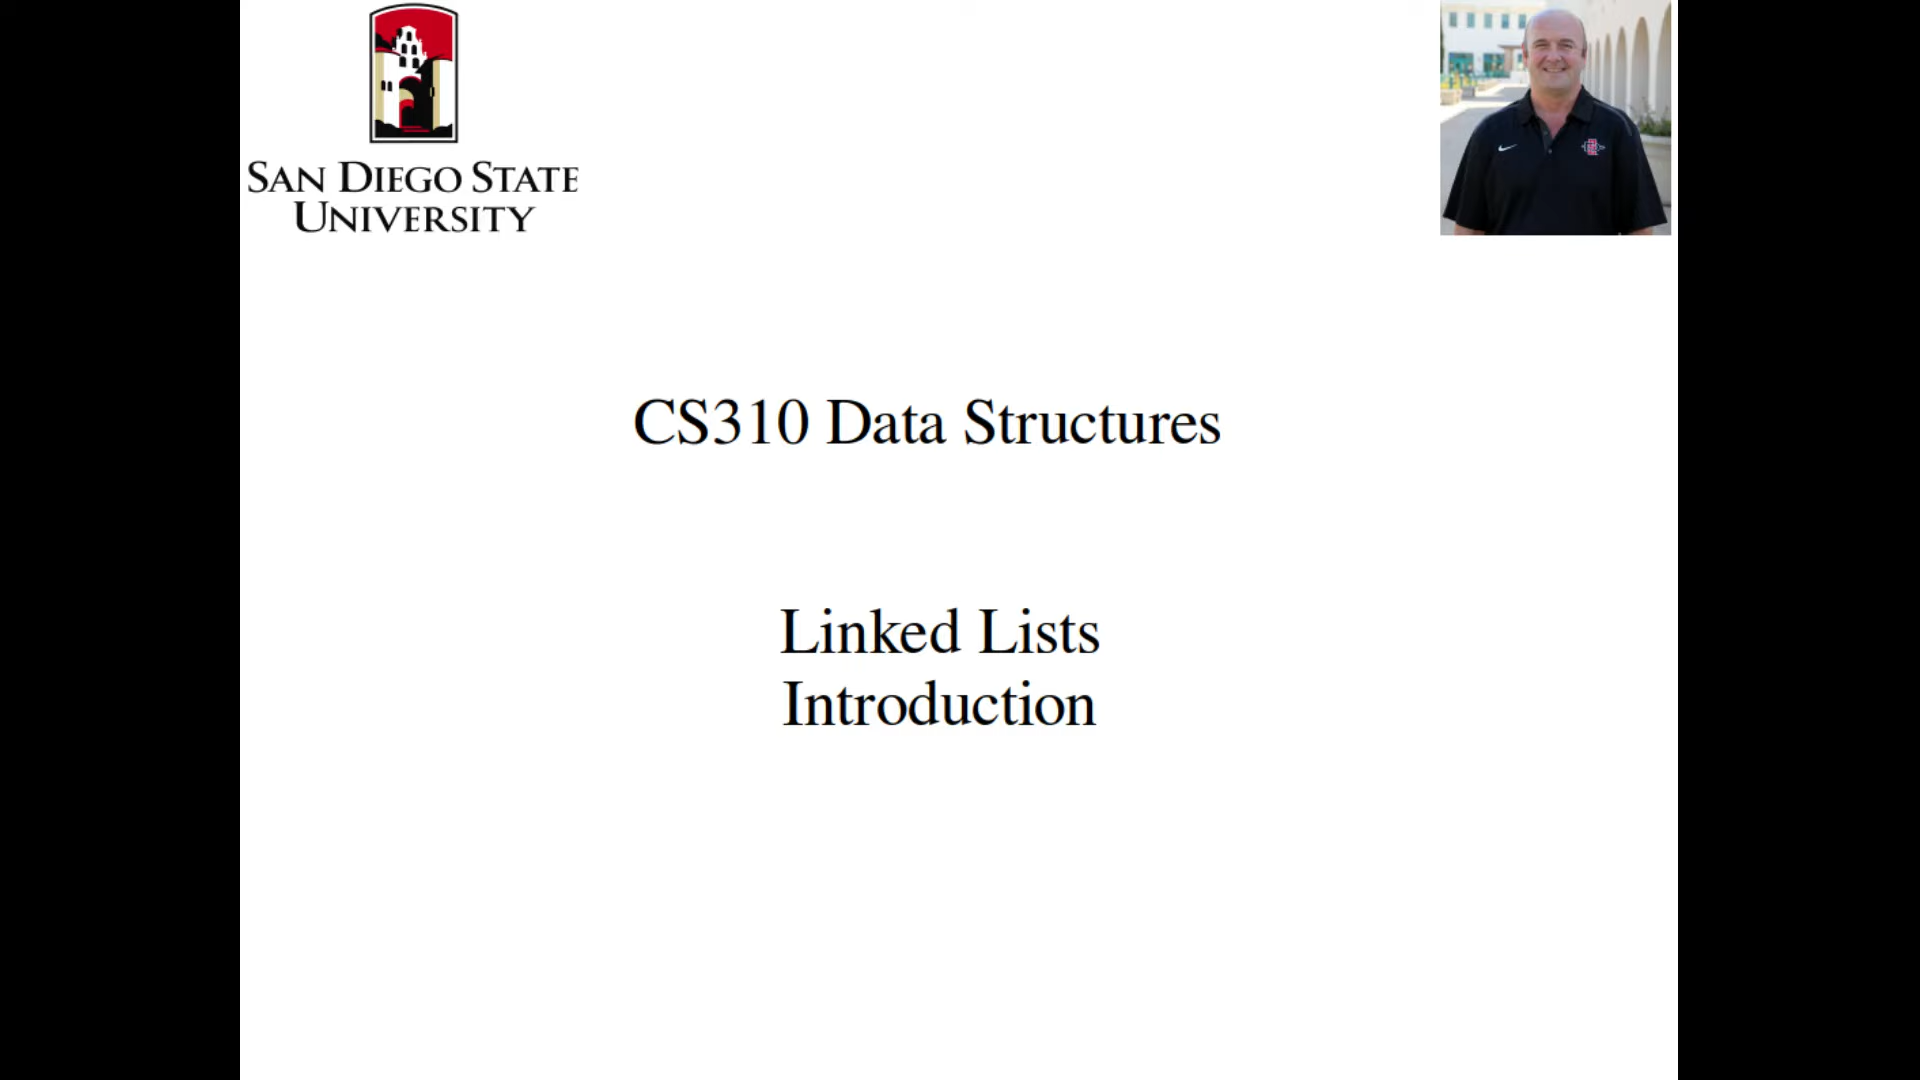 SAN DIEGO STATE
UNIVERSITY
CS310 Data Structures
Linked Lists
Introduction